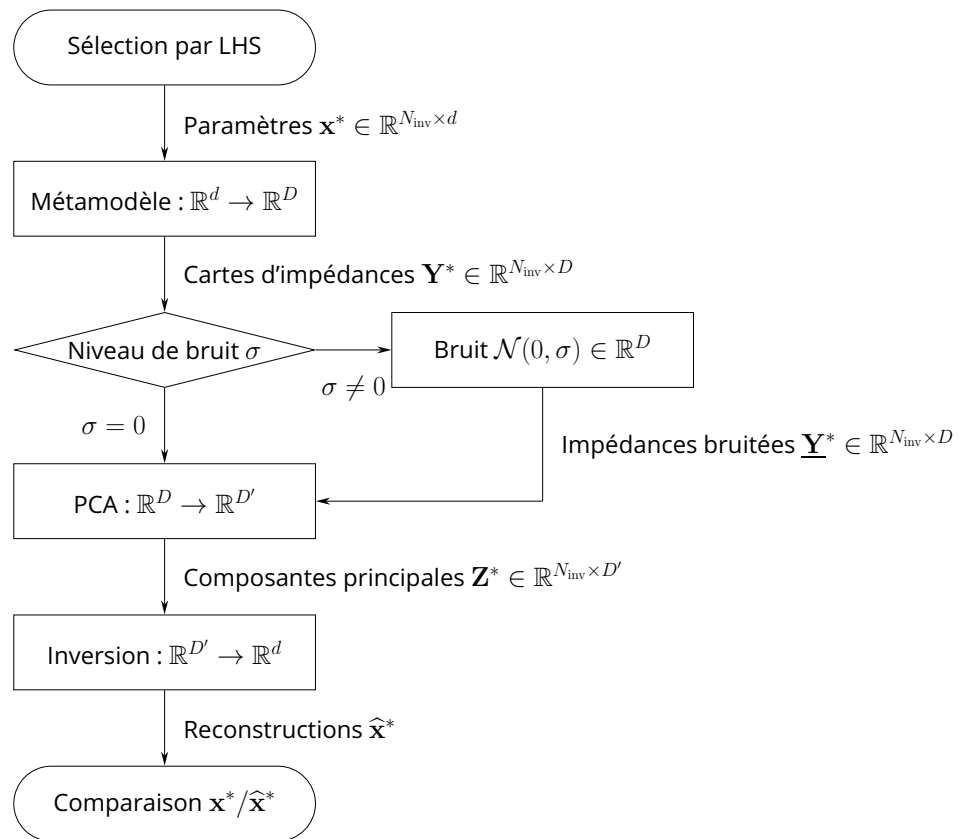 Sélection par LHS
Paramètres x* ∈ ℝ^{N_inv×d}
Métamodèle : ℝ^d → ℝ^D
Cartes d’impédances Y* ∈ ℝ^{N_inv×D}
Niveau de bruit σ
Bruit 𝒩(0, σ) ∈ ℝ^D
σ ≠ 0
σ = 0
Impédances bruitées Y̲* ∈ ℝ^{N_inv×D}
PCA : ℝ^D → ℝ^{D′}
Composantes principales Z* ∈ ℝ^{N_inv×D′}
Inversion : ℝ^{D′} → ℝ^d
Reconstructions x̂*
Comparaison x*/x̂*